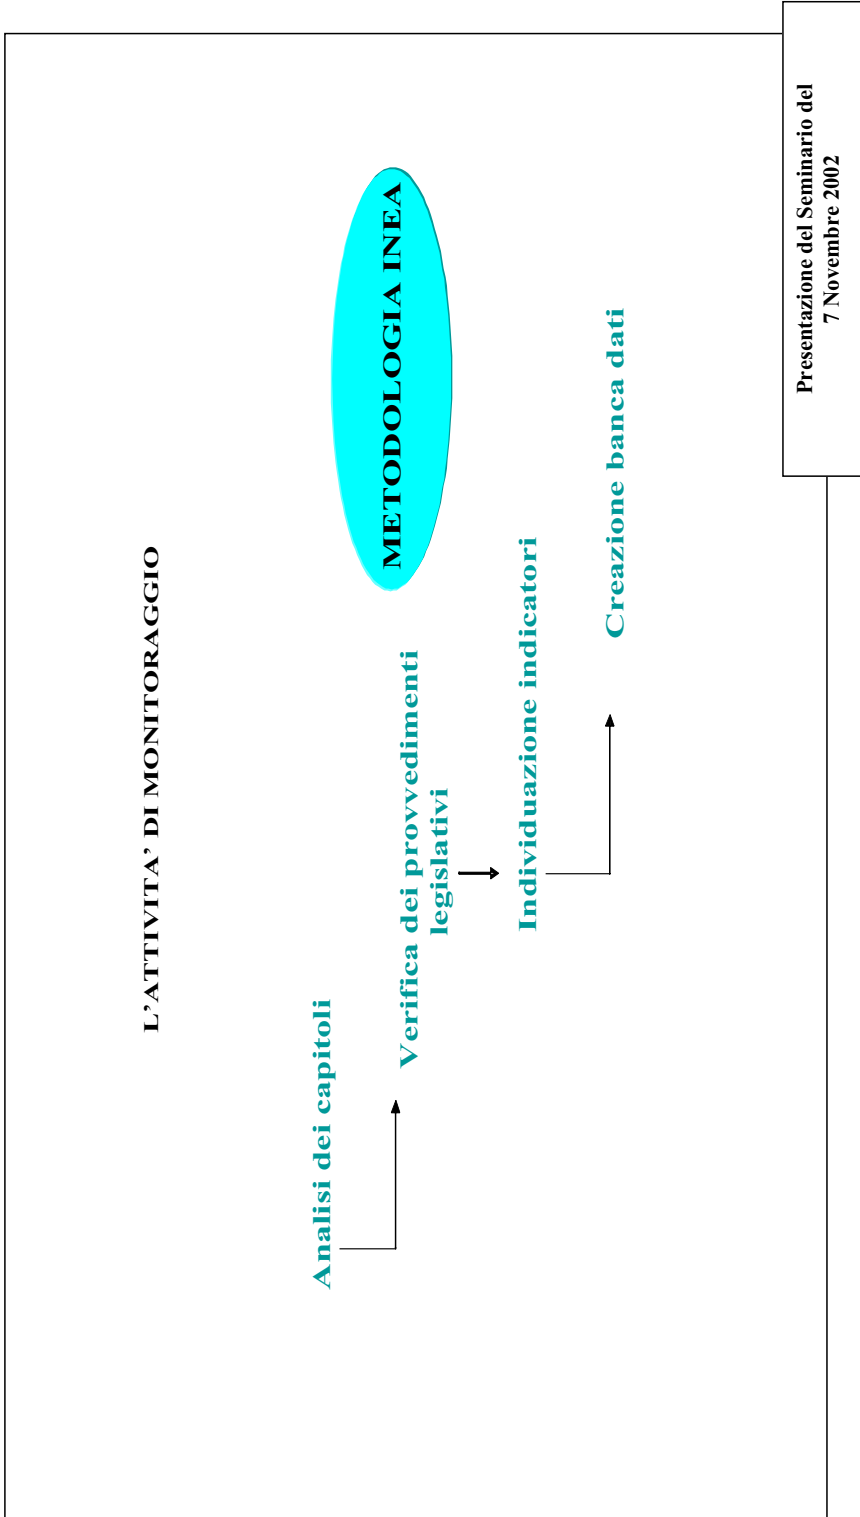 L’ATTIVITA’ DI MONITORAGGIO
METODOLOGIA INEA
Analisi dei capitoli
Verifica dei provvedimenti
legislativi
Individuazione indicatori
Creazione banca dati
Presentazione del Seminario del
7 Novembre 2002